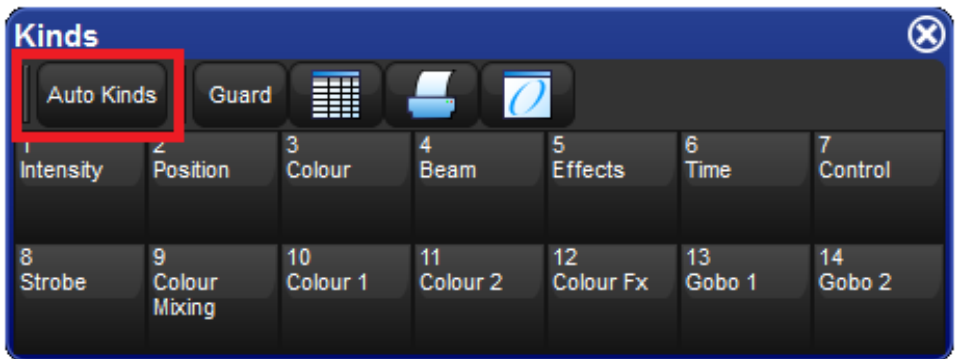 Kinds
Auto Kinds Guard
1 2 3 4 5 6 7
Intensity Position Colour Beam Effects Time Control
8 9 10 11 12 13 14
Strobe Colour Colour 1 Colour 2 Colour Fx Gobo 1 Gobo 2
Mixing